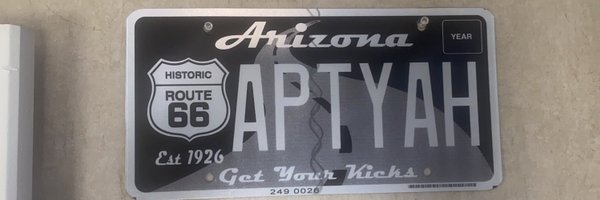 Arizona
YEAR
HISTORIC
ROUTE
66
APTYAH
Est 1926
Get Your Kicks
249 0026